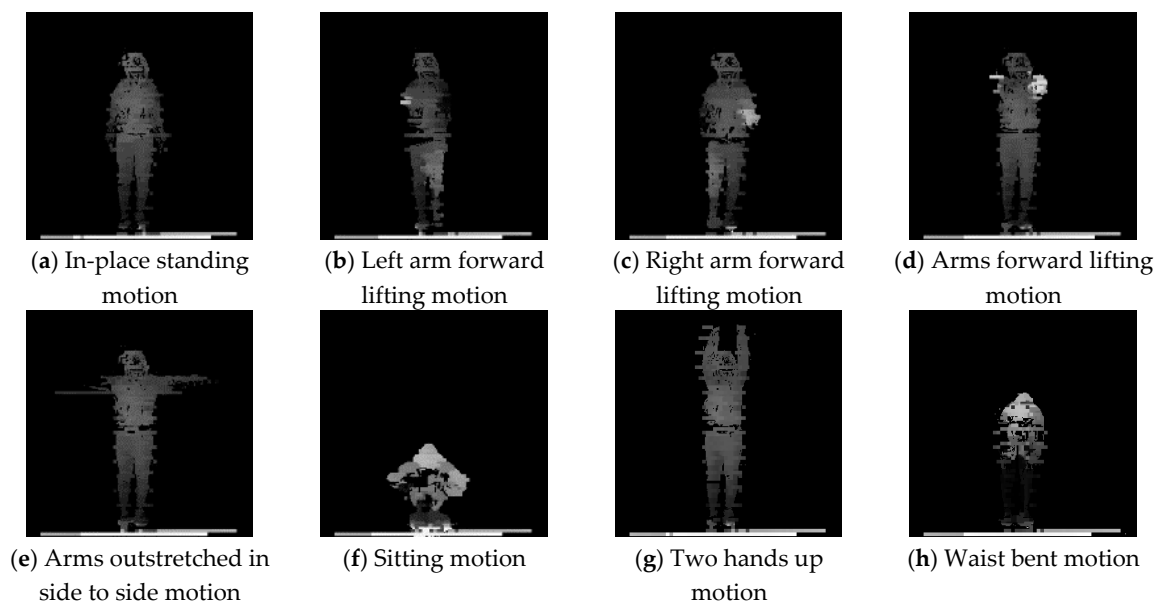 (a) In-place standing
motion
(b) Left arm forward
lifting motion
(c) Right arm forward
lifting motion
(d) Arms forward lifting
motion
(e) Arms outstretched in
side to side motion
(f) Sitting motion
(g) Two hands up
motion
(h) Waist bent motion